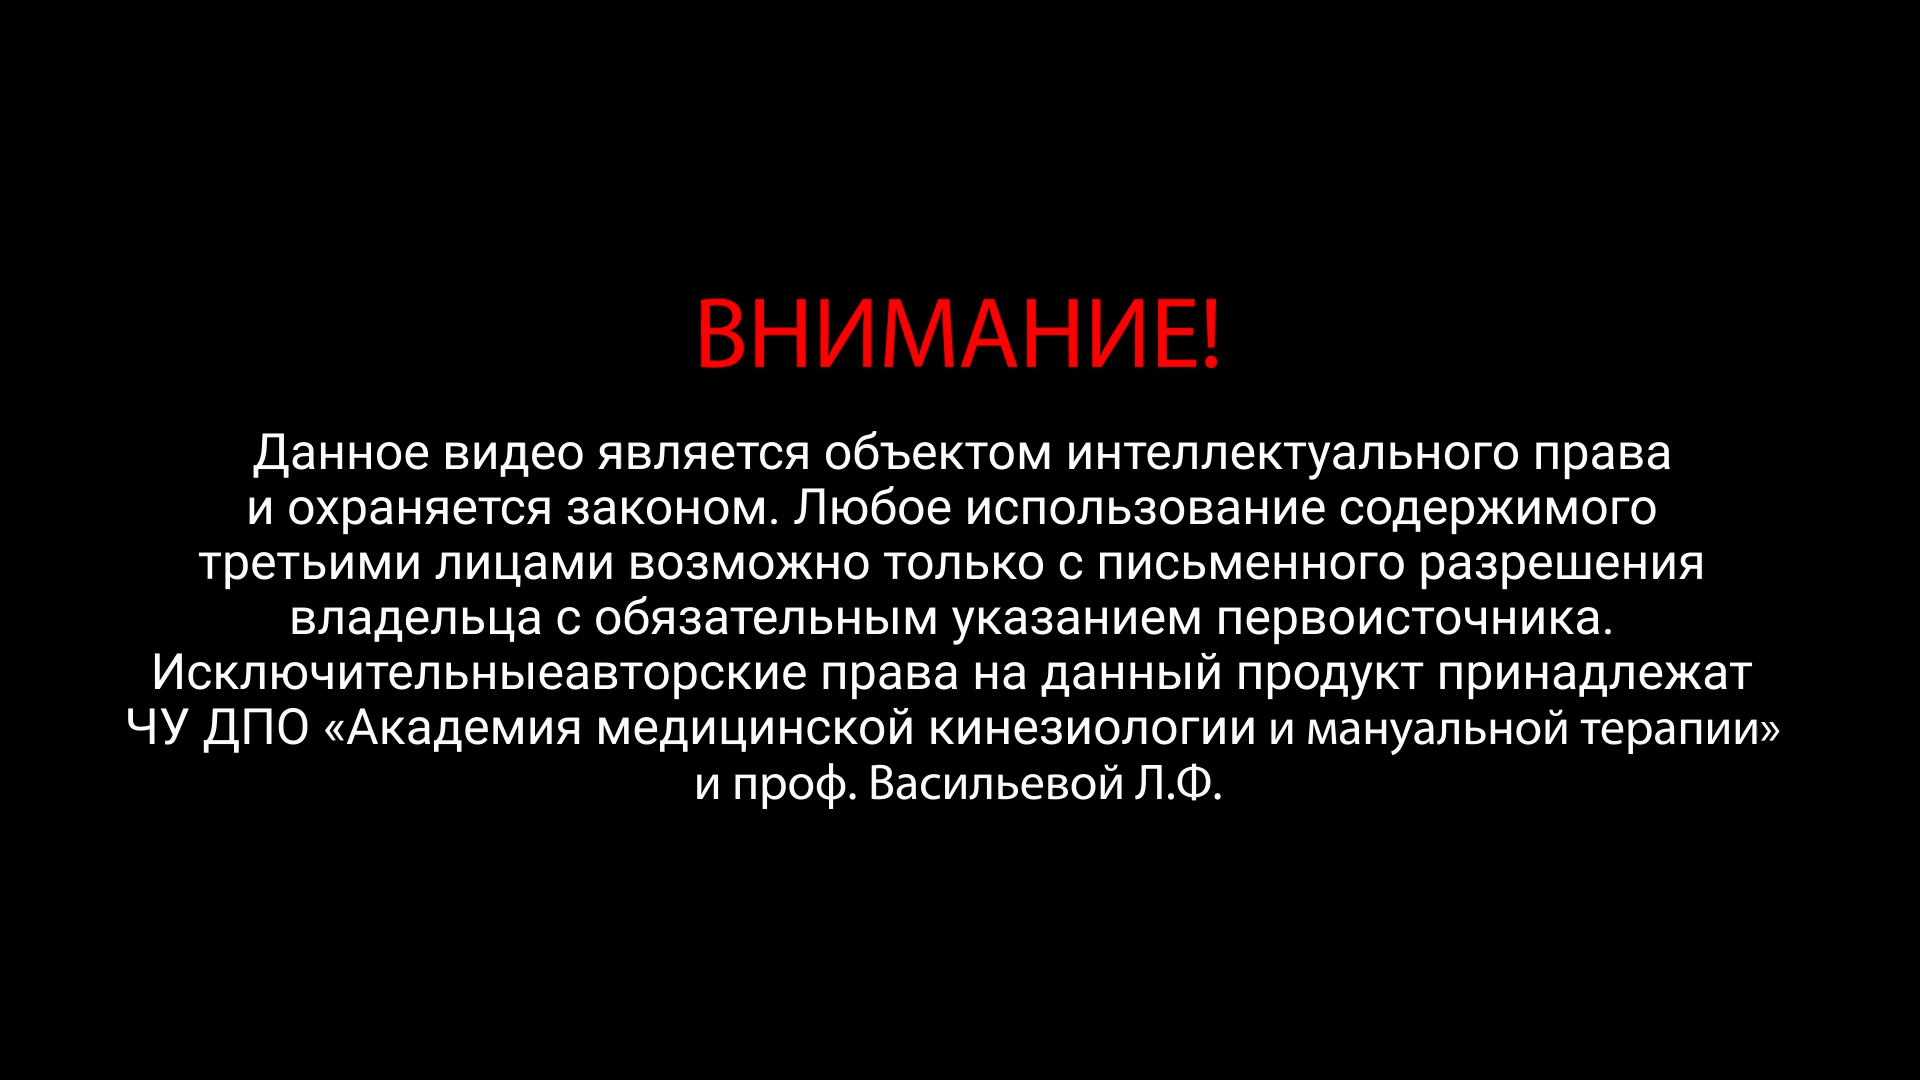 ВНИМАНИЕ!
Данное видео является объектом интеллектуального права
и охраняется законом. Любое использование содержимого
третьими лицами возможно только с письменного разрешения
владельца с обязательным указанием первоисточника.
Исключительныеавторские права на данный продукт принадлежат
ЧУ ДПО «Академия медицинской кинезиологии и мануальной терапии»
и проф. Васильевой Л.Ф.